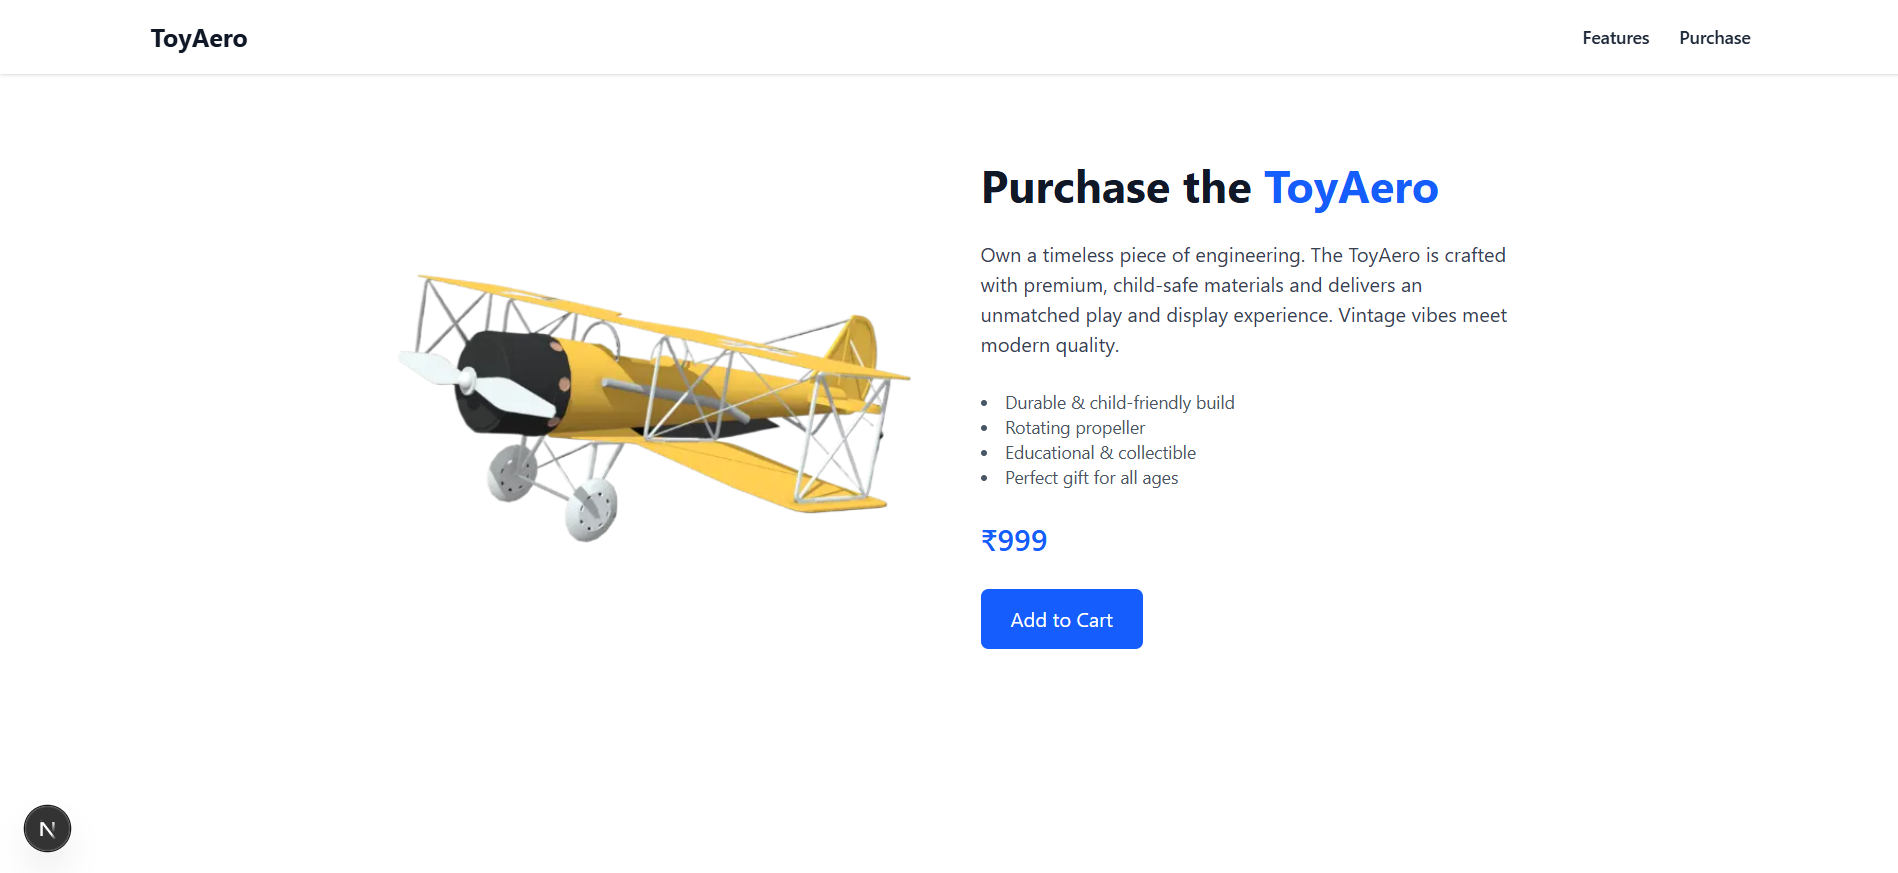 ToyAero
Features
Purchase
Purchase the ToyAero
Own a timeless piece of engineering. The ToyAero is crafted
with premium, child-safe materials and delivers an
unmatched play and display experience. Vintage vibes meet
modern quality.
• Durable & child-friendly build
• Rotating propeller
• Educational & collectible
• Perfect gift for all ages
₹999
Add to Cart
N